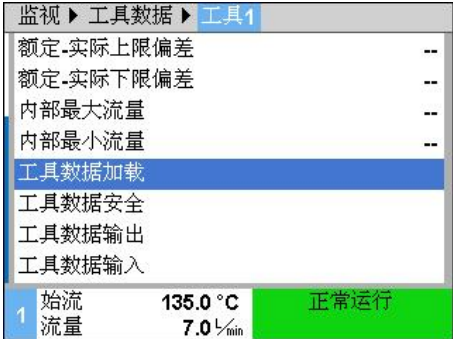 监视 ▶ 工具数据 ▶ 工具1
额定-实际上限偏差 --
额定-实际下限偏差 --
内部最大流量 --
内部最小流量 --
工具数据加载
工具数据安全
工具数据输出
工具数据输入
1 始流 135.0 °C 正常运行
流量 7.0 L/min